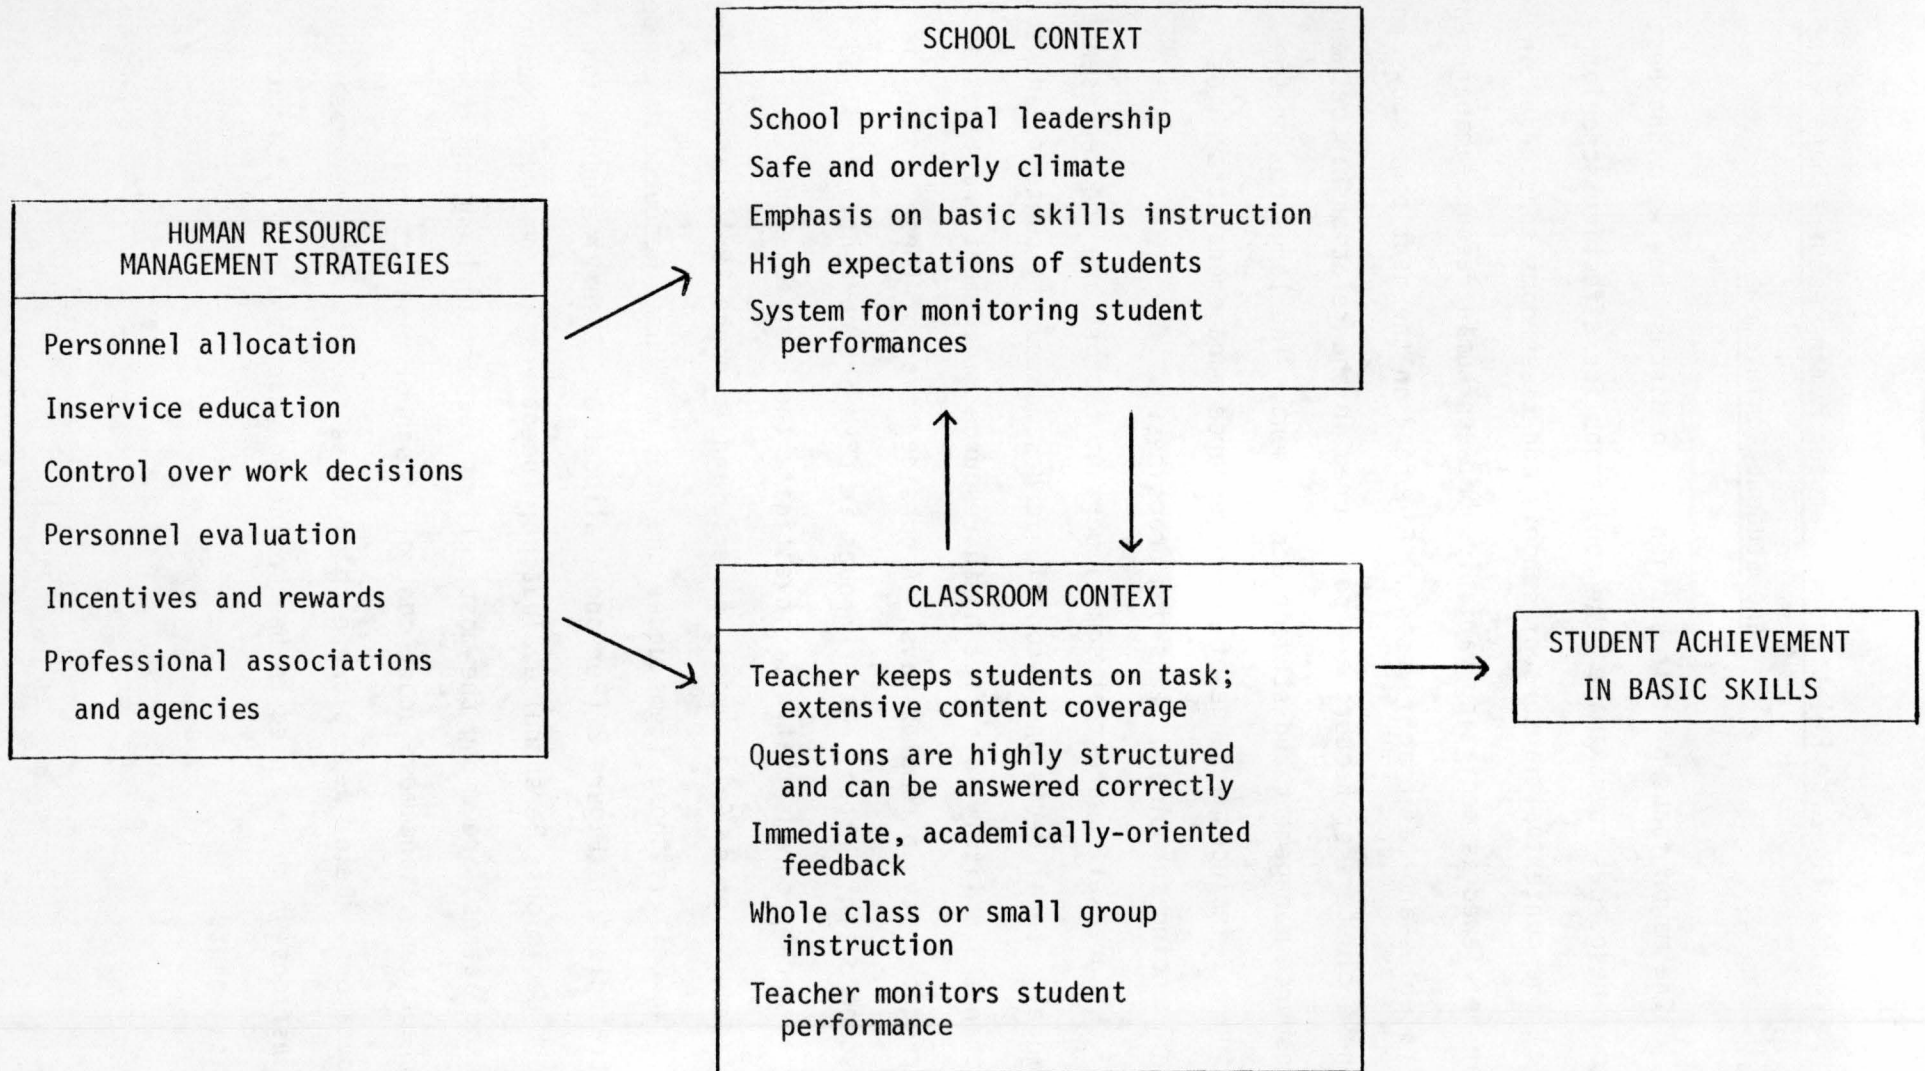 SCHOOL CONTEXT
School principal leadership
Safe and orderly climate
Emphasis on basic skills instruction
High expectations of students
System for monitoring student
performances
HUMAN RESOURCE
MANAGEMENT STRATEGIES
Personnel allocation
Inservice education
Control over work decisions
Personnel evaluation
Incentives and rewards
Professional associations
and agencies
CLASSROOM CONTEXT
Teacher keeps students on task;
extensive content coverage
Questions are highly structured
and can be answered correctly
Immediate, academically-oriented
feedback
Whole class or small group
instruction
Teacher monitors student
performance
STUDENT ACHIEVEMENT
IN BASIC SKILLS